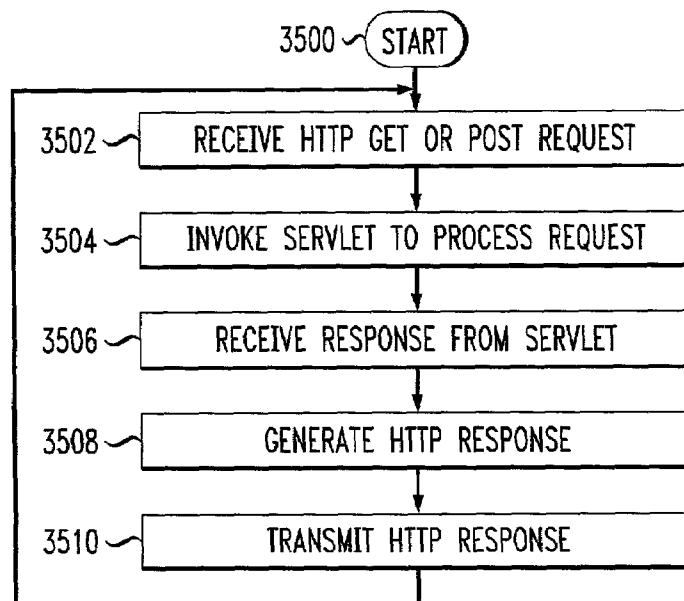 3500 START
3502 RECEIVE HTTP GET OR POST REQUEST
3504 INVOKE SERVLET TO PROCESS REQUEST
3506 RECEIVE RESPONSE FROM SERVLET
3508 GENERATE HTTP RESPONSE
3510 TRANSMIT HTTP RESPONSE